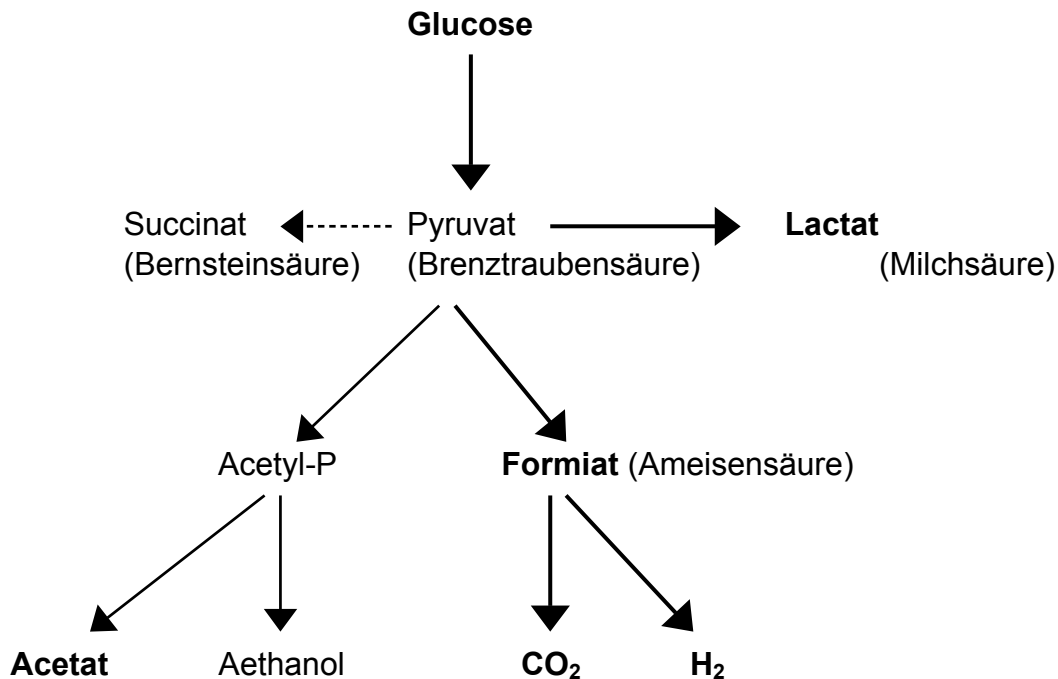 Glucose
Succinat Pyruvat Lactat
(Bernsteinsäure) (Brenztraubensäure) (Milchsäure)
Acetyl-P Formiat (Ameisensäure)
Acetat Aethanol CO₂ H₂